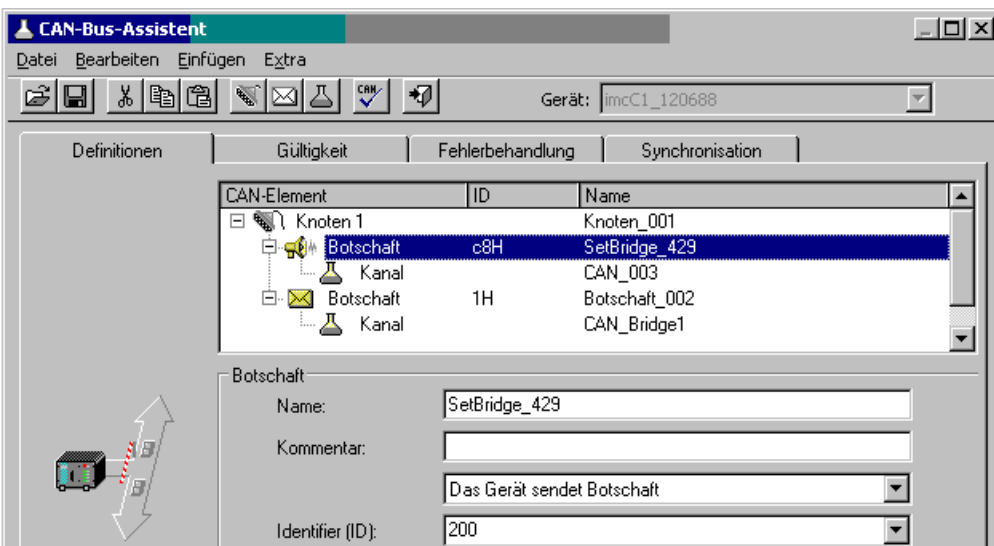 CAN-Bus-Assistent
Datei Bearbeiten Einfügen Extra
CAN Gerät: imcC1_120688
Definitionen Gültigkeit Fehlerbehandlung Synchronisation
CAN-Element ID Name
Knoten 1 Knoten_001
Botschaft c8H SetBridge_429
Kanal CAN_003
Botschaft 1H Botschaft_002
Kanal CAN_Bridge1
Botschaft
Name: SetBridge_429
Kommentar:
Das Gerät sendet Botschaft
Identifier (ID): 200